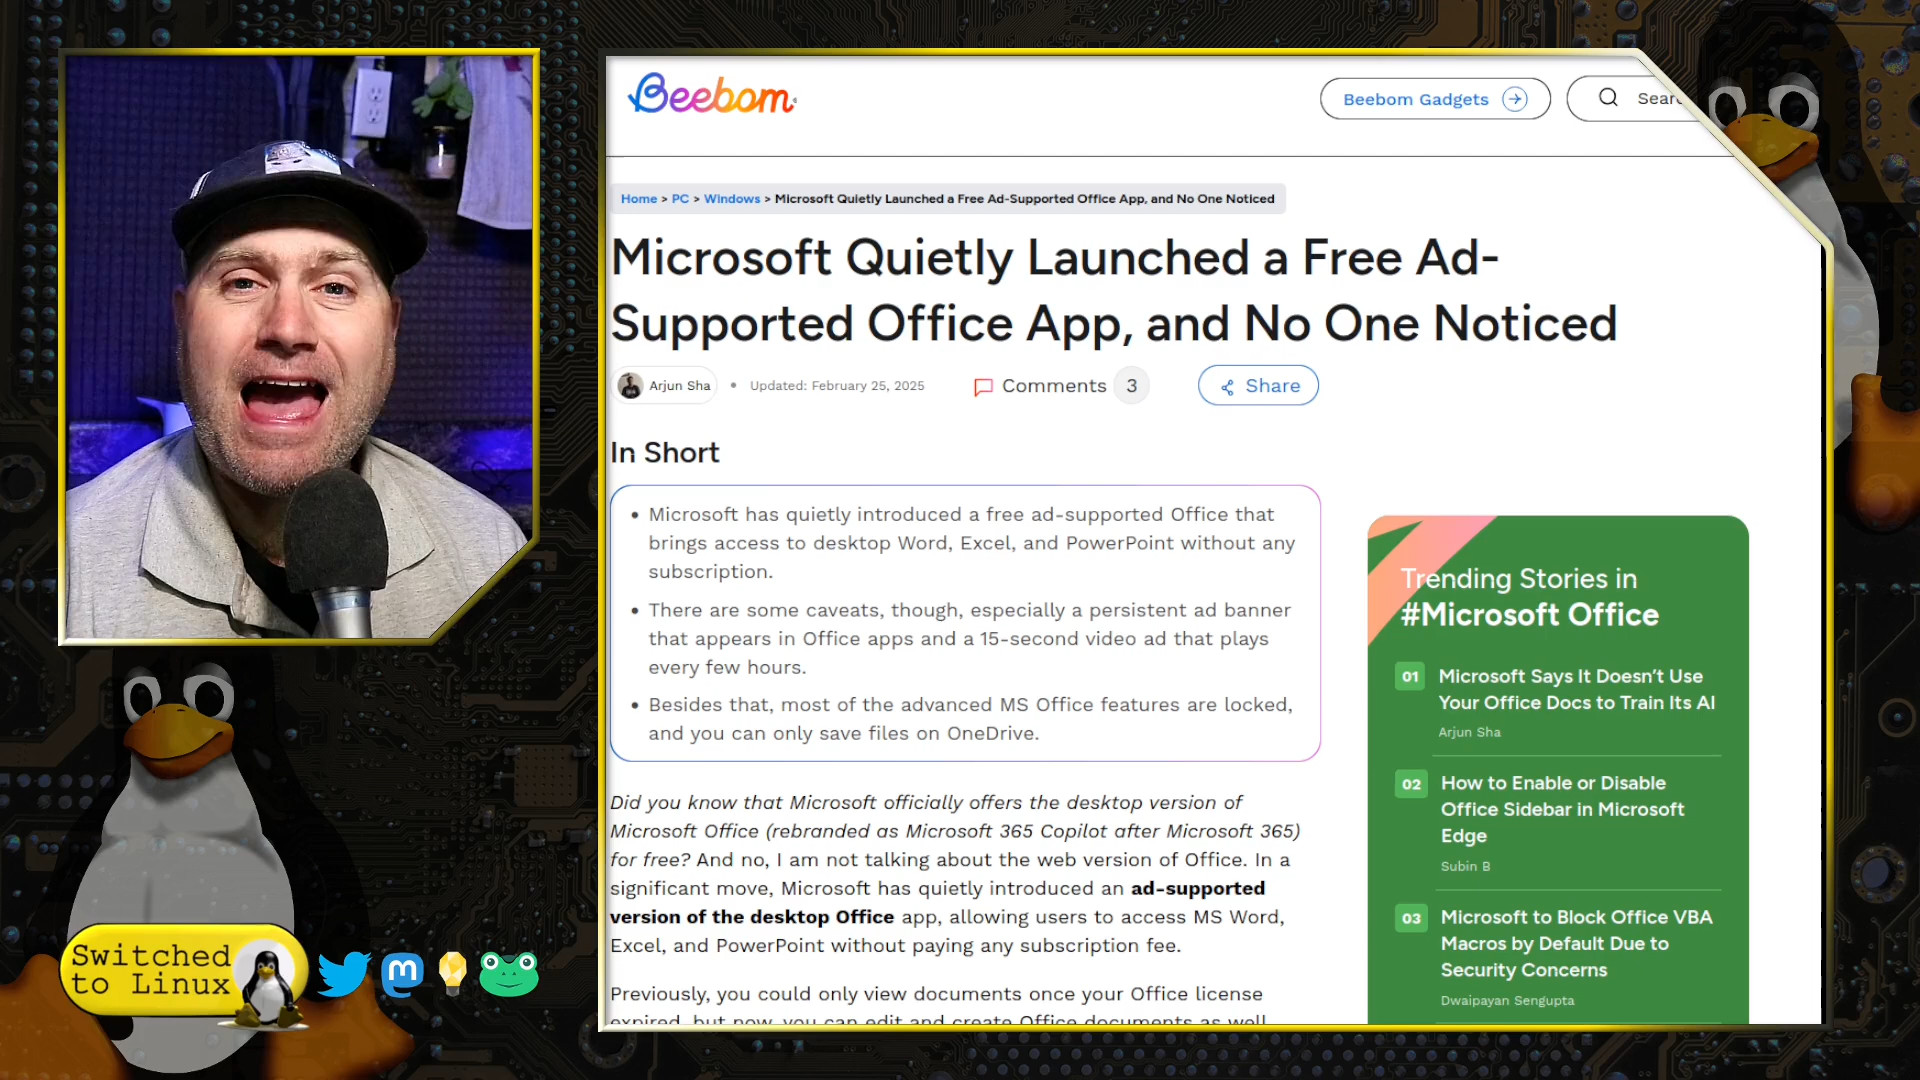 Beebom
Beebom Gadgets
Home > PC > Windows > Microsoft Quietly Launched a Free Ad-Supported Office App, and No One Noticed
Microsoft Quietly Launched a Free Ad-
Supported Office App, and No One Noticed
Arjun Sha • Updated: February 25, 2025 Comments 3 Share
In Short
• Microsoft has quietly introduced a free ad-supported Office that
brings access to desktop Word, Excel, and PowerPoint without any
subscription.
• There are some caveats, though, especially a persistent ad banner
that appears in Office apps and a 15-second video ad that plays
every few hours.
• Besides that, most of the advanced MS Office features are locked,
and you can only save files on OneDrive.
Did you know that Microsoft officially offers the desktop version of
Microsoft Office (rebranded as Microsoft 365 Copilot after Microsoft 365)
for free? And no, I am not talking about the web version of Office. In a
significant move, Microsoft has quietly introduced an ad-supported
version of the desktop Office app, allowing users to access MS Word,
Excel, and PowerPoint without paying any subscription fee.
Previously, you could only view documents once your Office license
expired, but now, you can edit and create Office documents as well
Trending Stories in
#Microsoft Office
01 Microsoft Says It Doesn't Use
Your Office Docs to Train Its AI
Arjun Sha
02 How to Enable or Disable
Office Sidebar in Microsoft
Edge
Subin B
03 Microsoft to Block Office VBA
Macros by Default Due to
Security Concerns
Dwaipayan Sengupta
Switched
to Linux
m